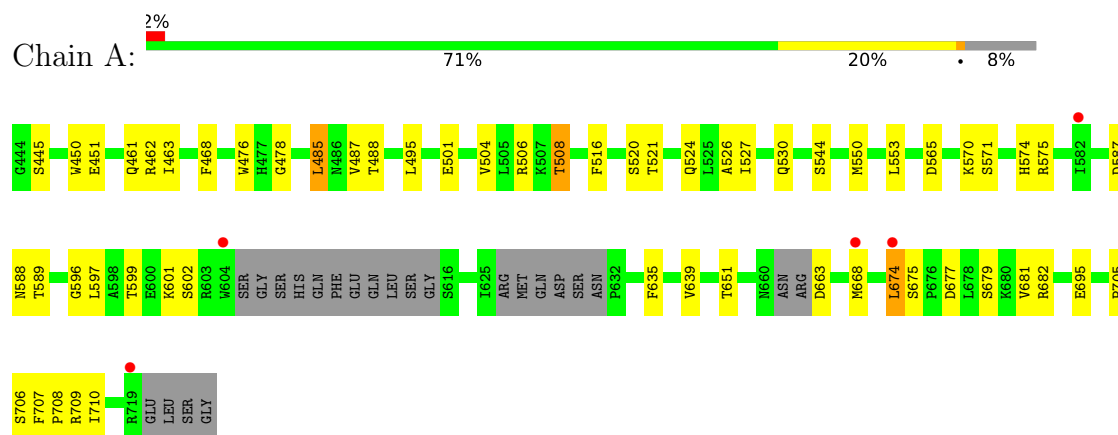 2%
Chain A:
71% 20% • 8%
G444 S445 W450 E451 Q461 R462 I463 F468 W476 H477 G478 L485 N486 V487 T488 L495 E501 V504 L505 R506 K507 T508 F516 S520 T521 Q524 L525 A526 I527 Q530 S544 M550 L553 D565 K570 S571 H574 R575 I582
N588 T589 G596 L597 A598 T599 E600 K601 S602 R603 W604 SER GLY SER HIS GLN PHE GLU GLN LEU SER GLY S616 I625 ARG MET GLN ASP SER ASN P632 F635 V639 T651 N660 ASN ARG D663 M668 L674 S675 P676 D677 L678 S679 K680 V681 R682 E695
S706 F707 P708 R709 I710 R719 GLU LEU SER GLY